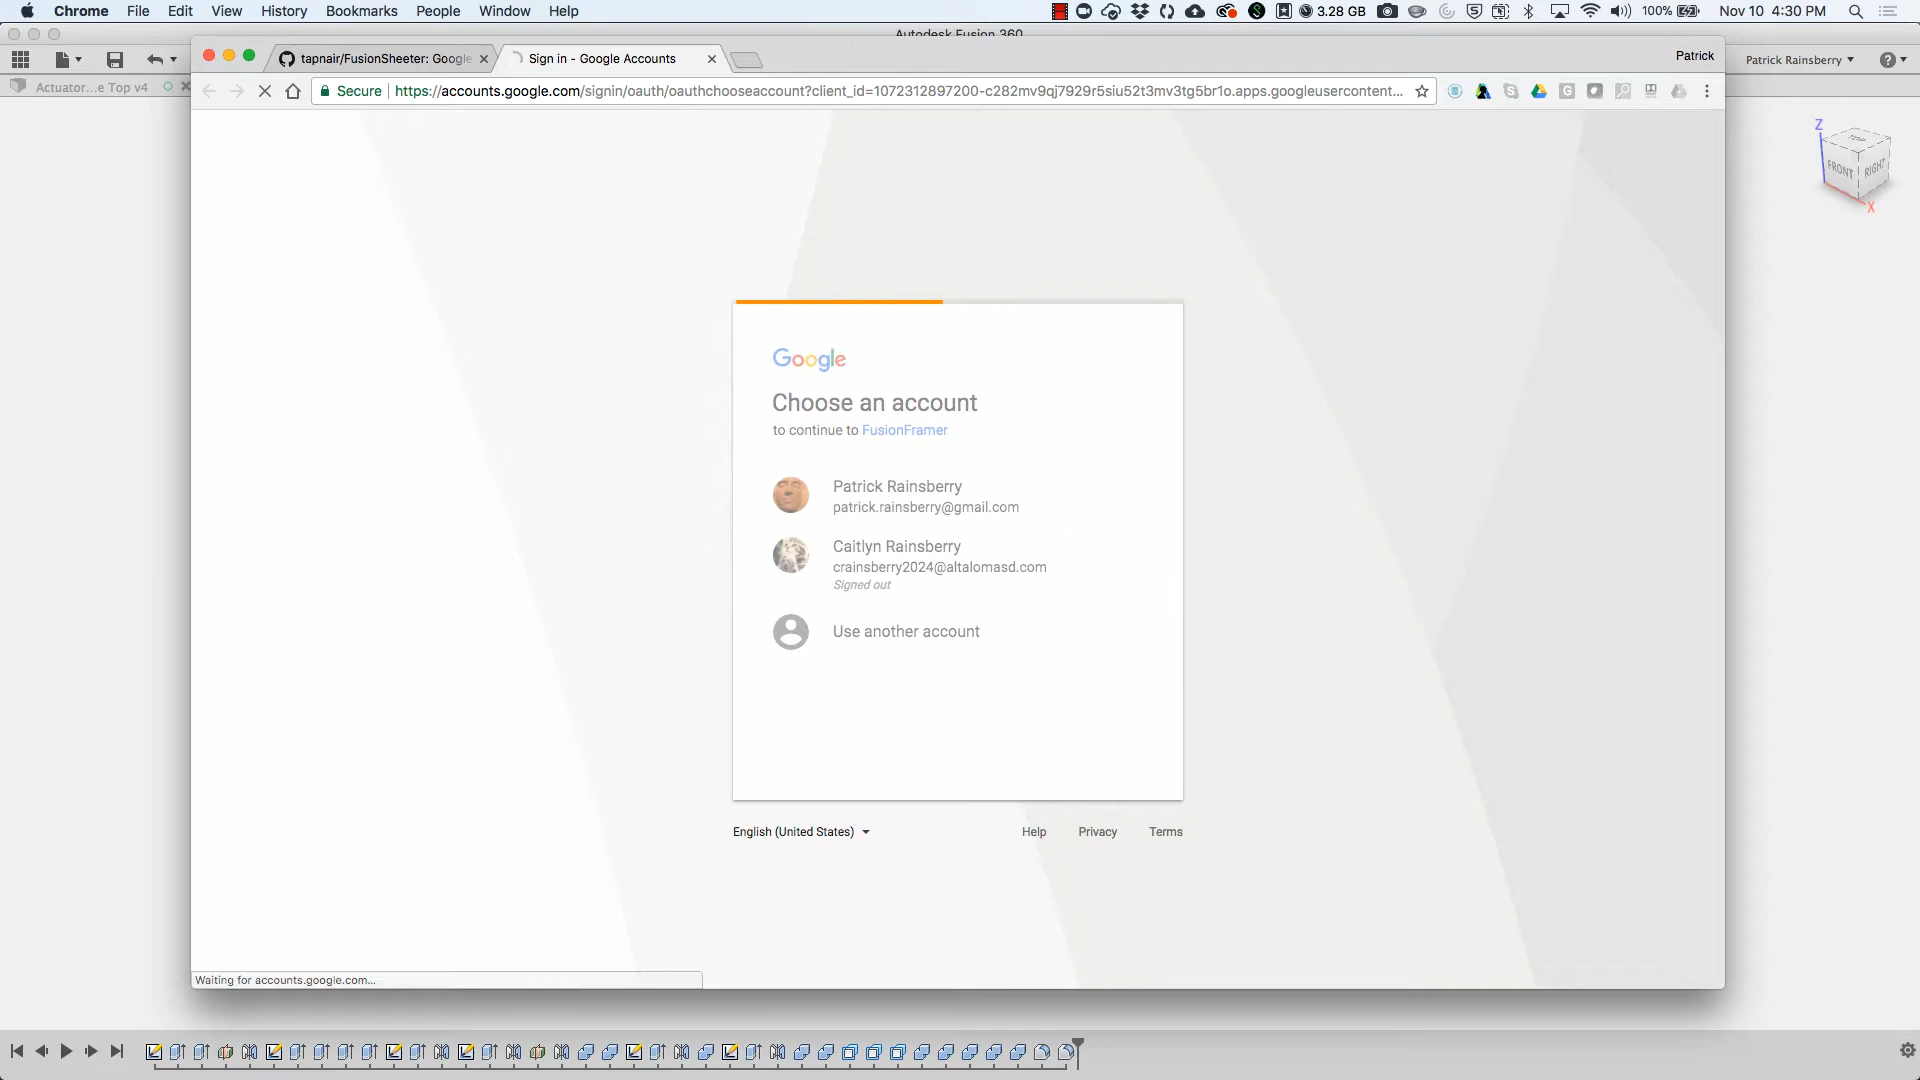 Chrome File Edit View History Bookmarks People Window Help 3.28 GB 100% Nov 10 4:30 PM
Autodesk Fusion 360
tapnair/FusionSheeter: Google Sign in - Google Accounts Patrick
Patrick Rainsberry
Actuator...e Top v4
Secure https://accounts.google.com/signin/oauth/oauthchooseaccount?client_id=1072312897200-c282mv9qj7929r5siu52t3mv3tg5br1o.apps.googleusercontent...
Z
FRONT RIGHT
X
Google
Choose an account
to continue to FusionFramer
Patrick Rainsberry
patrick.rainsberry@gmail.com
Caitlyn Rainsberry
crainsberry2024@altalomasd.com
Signed out
Use another account
English (United States) Help Privacy Terms
Waiting for accounts.google.com...